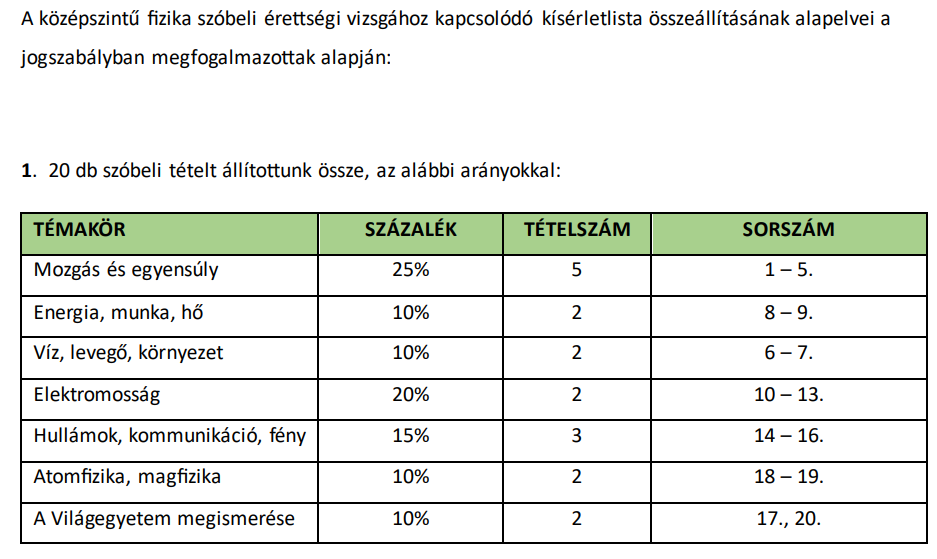 A középszintű fizika szóbeli érettségi vizsgához kapcsolódó kísérletlista összeállításának alapelvei a
jogszabályban megfogalmazottak alapján:
1. 20 db szóbeli tételt állítottunk össze, az alábbi arányokkal:
TÉMAKÖR SZÁZALÉK TÉTELSZÁM SORSZÁM
Mozgás és egyensúly 25% 5 1 – 5.
Energia, munka, hő 10% 2 8 – 9.
Víz, levegő, környezet 10% 2 6 – 7.
Elektromosság 20% 2 10 – 13.
Hullámok, kommunikáció, fény 15% 3 14 – 16.
Atomfizika, magfizika 10% 2 18 – 19.
A Világegyetem megismerése 10% 2 17., 20.